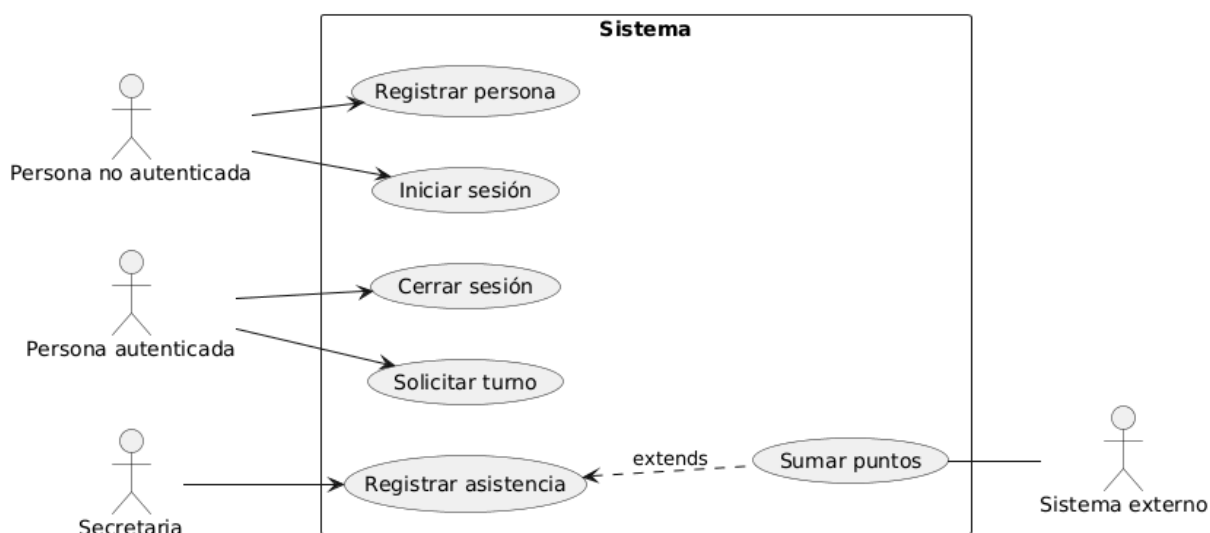 Sistema
Registrar persona
Persona no autenticada
Iniciar sesión
Cerrar sesión
Persona autenticada
Solicitar turno
Registrar asistencia
extends
Sumar puntos
Sistema externo
Secretaria